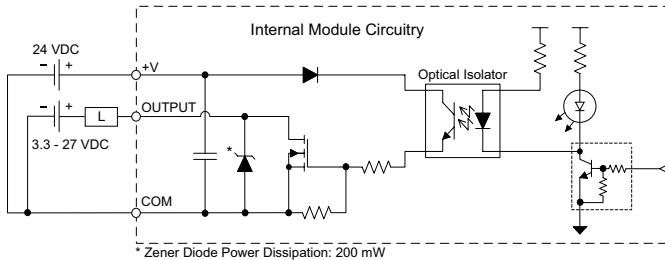 Internal Module Circuitry
24 VDC
− +
+V
Optical Isolator
− +
L
OUTPUT
3.3 - 27 VDC
*
COM
* Zener Diode Power Dissipation: 200 mW